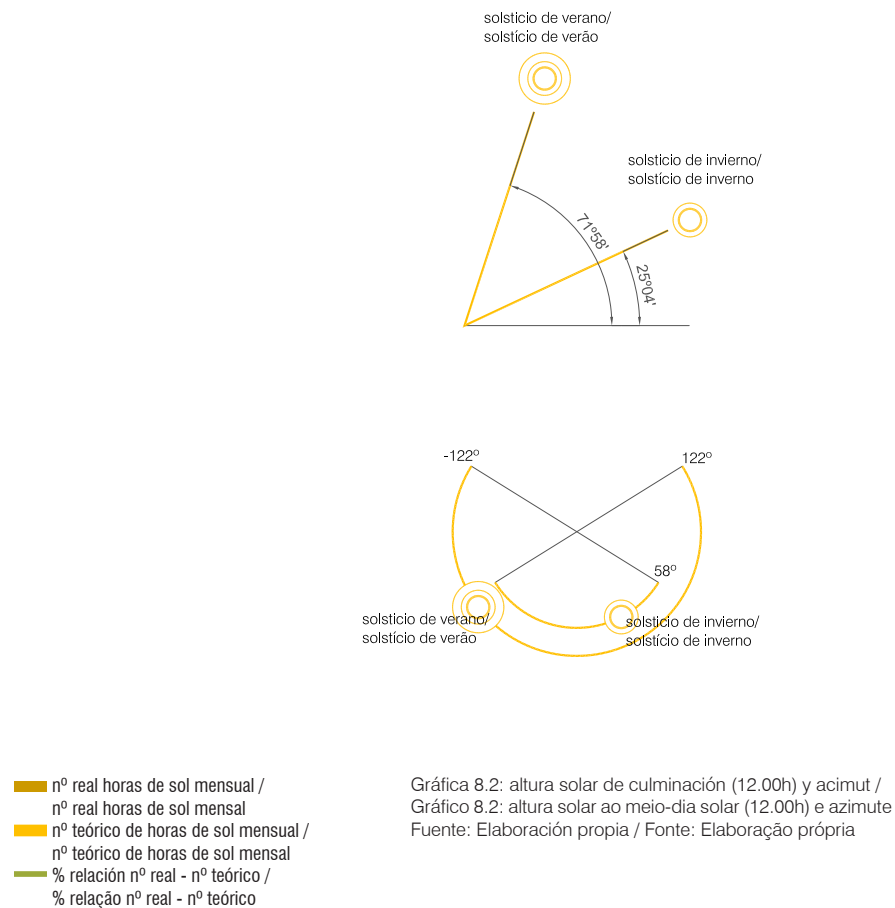 solsticio de verano/
solstício de verão
solsticio de invierno/
solstício de inverno
71º58'
25º04'
-122º
122º
58º
solsticio de verano/
solstício de verão
solsticio de invierno/
solstício de inverno
nº real horas de sol mensual /
nº real horas de sol mensal
nº teórico de horas de sol mensual /
nº teórico de horas de sol mensal
% relación nº real - nº teórico /
% relação nº real - nº teórico
Gráfica 8.2: altura solar de culminación (12.00h) y acimut /
Gráfico 8.2: altura solar ao meio-dia solar (12.00h) e azimute
Fuente: Elaboración propia / Fonte: Elaboração própria